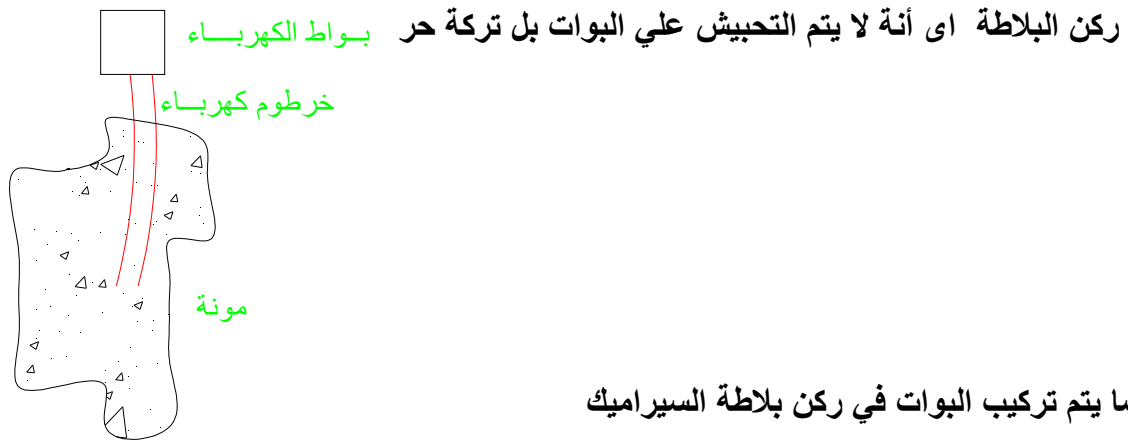 ركن البلاطة اى أنة لا يتم التحبيش علي البوات بل تركة حر
بــواط الكهربـــاء
خرطوم كهربــاء
مونة
ما يتم تركيب البوات في ركن بلاطة السيراميك